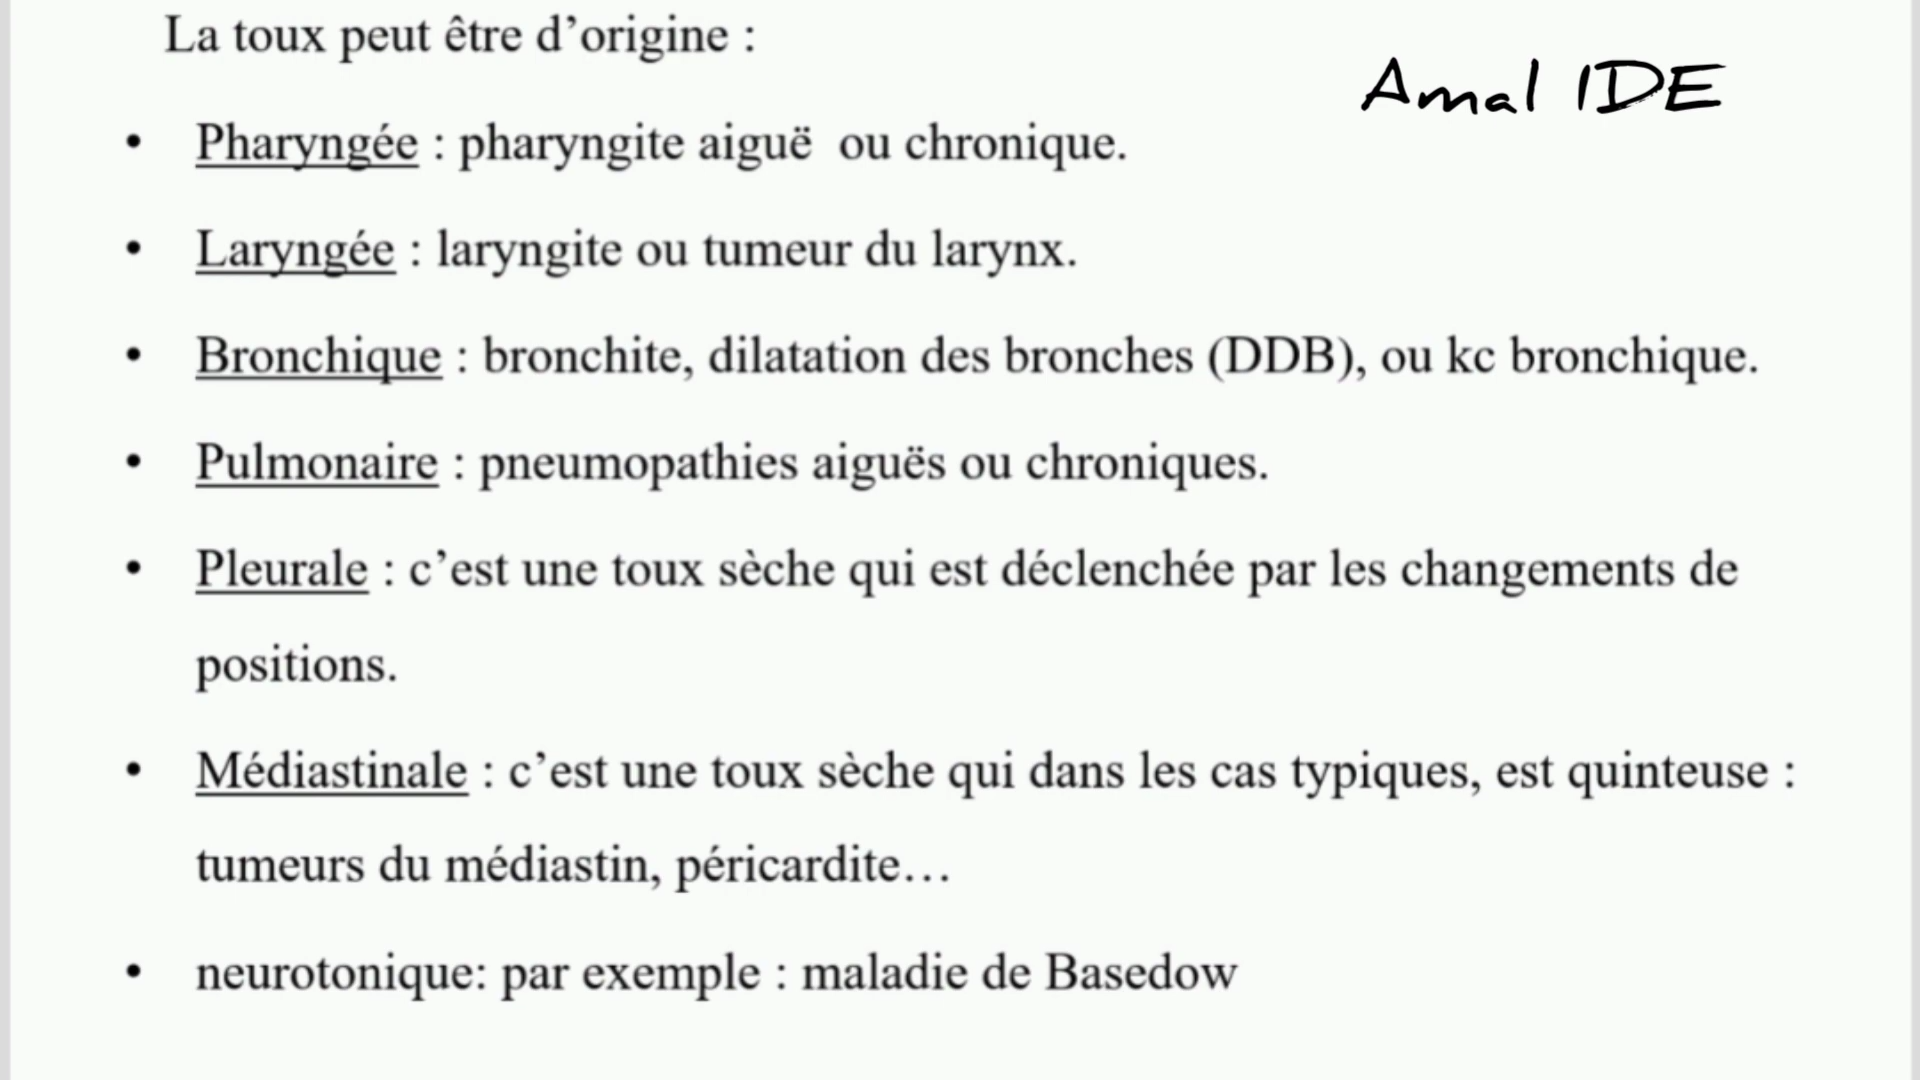 La toux peut être d’origine :
Amal IDE
• Pharyngée : pharyngite aiguë  ou chronique.
• Laryngée : laryngite ou tumeur du larynx.
• Bronchique : bronchite, dilatation des bronches (DDB), ou kc bronchique.
• Pulmonaire : pneumopathies aiguës ou chroniques.
• Pleurale : c’est une toux sèche qui est déclenchée par les changements de
positions.
• Médiastinale : c’est une toux sèche qui dans les cas typiques, est quinteuse :
tumeurs du médiastin, péricardite…
• neurotonique: par exemple : maladie de Basedow